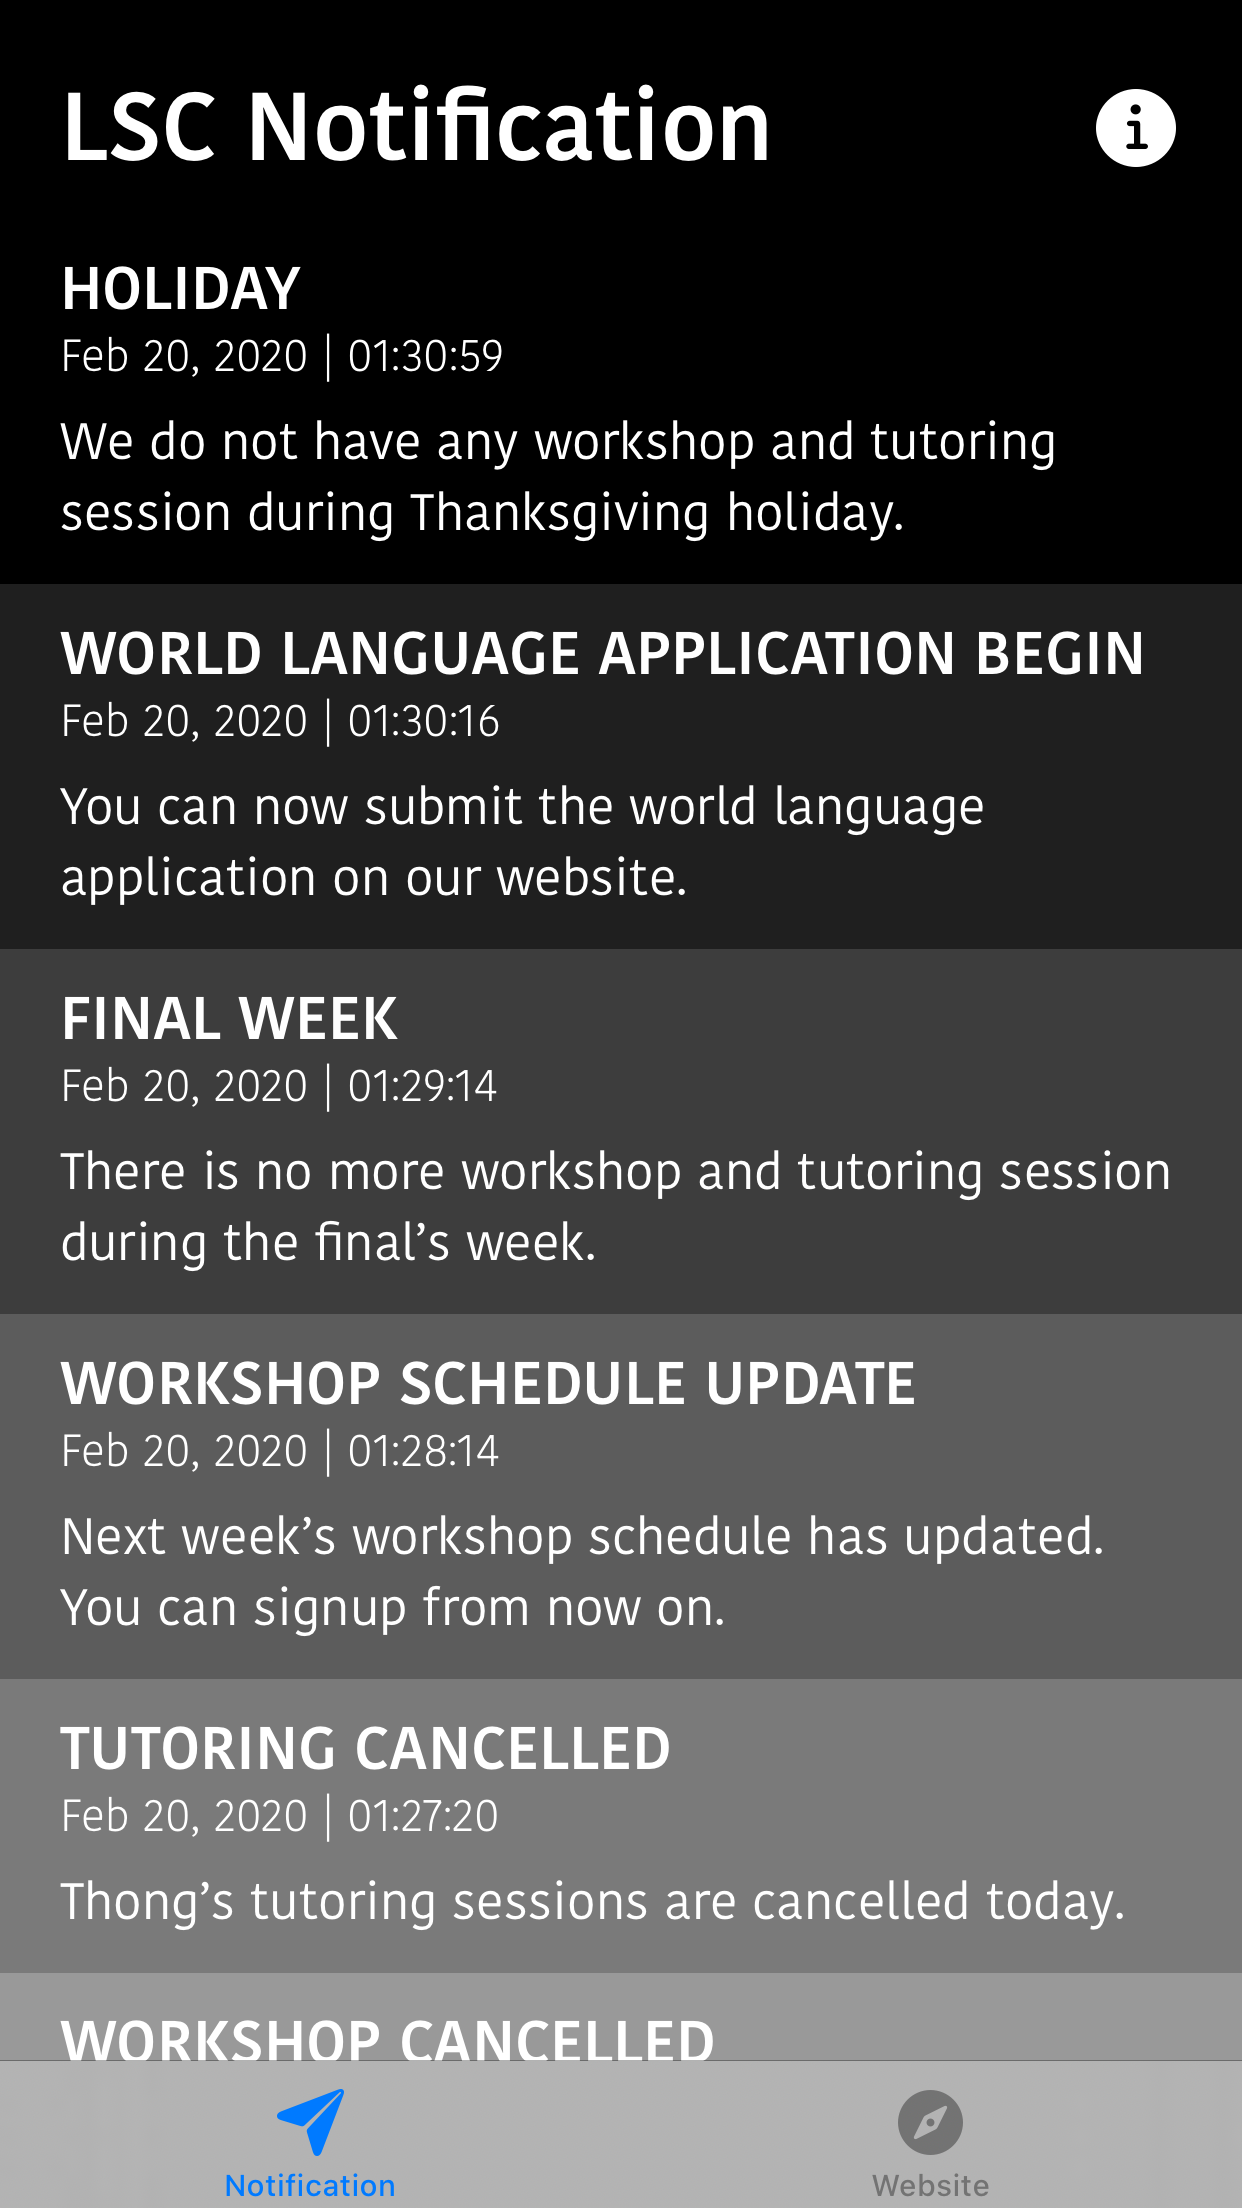 LSC Notification
HOLIDAY
Feb 20, 2020 | 01:30:59
We do not have any workshop and tutoring
session during Thanksgiving holiday.
WORLD LANGUAGE APPLICATION BEGIN
Feb 20, 2020 | 01:30:16
You can now submit the world language
application on our website.
FINAL WEEK
Feb 20, 2020 | 01:29:14
There is no more workshop and tutoring session
during the final’s week.
WORKSHOP SCHEDULE UPDATE
Feb 20, 2020 | 01:28:14
Next week’s workshop schedule has updated.
You can signup from now on.
TUTORING CANCELLED
Feb 20, 2020 | 01:27:20
Thong’s tutoring sessions are cancelled today.
WORKSHOP CANCELLED
Notification
Website